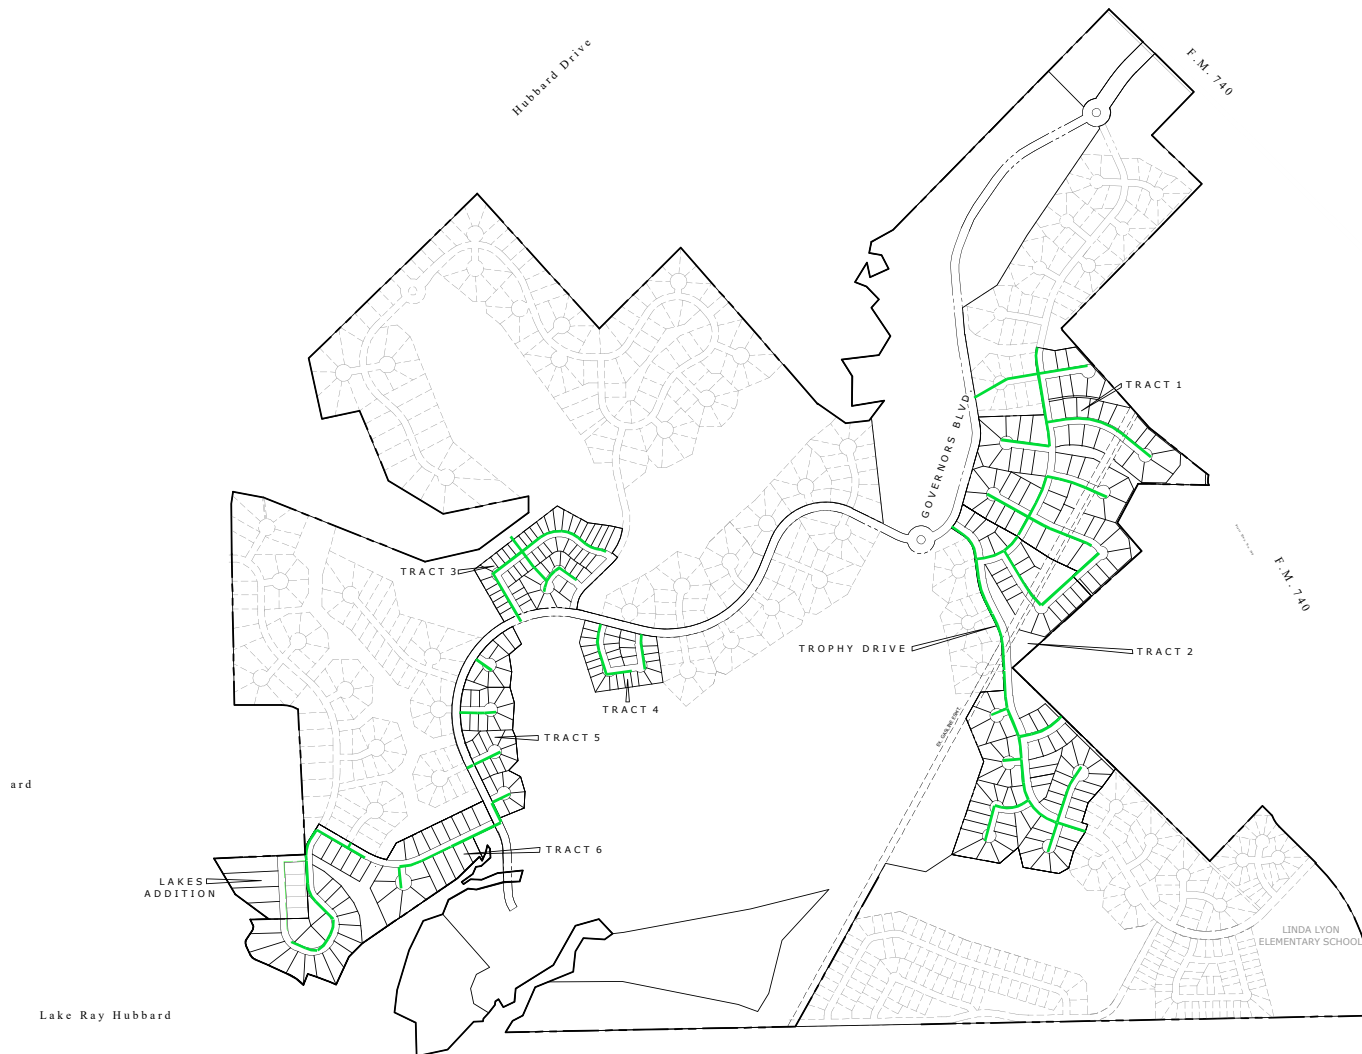 Hubbard Drive
F.M. 740
TRACT 1
GOVERNORS BLVD.
TRACT 3
F.M. 740
TROPHY DRIVE
TRACT 2
TRACT 4
TRACT 5
ard
TRACT 6
LAKES
ADDITION
LINDA LYON
ELEMENTARY SCHOOL
Lake Ray Hubbard